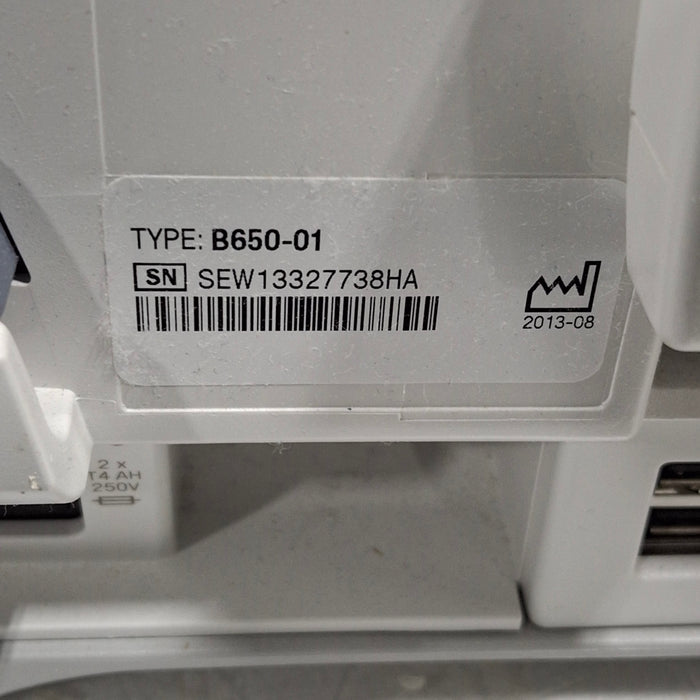 TYPE: B650-01
SN SEW13327738HA
2013-08
2 x
T4 AH
250V